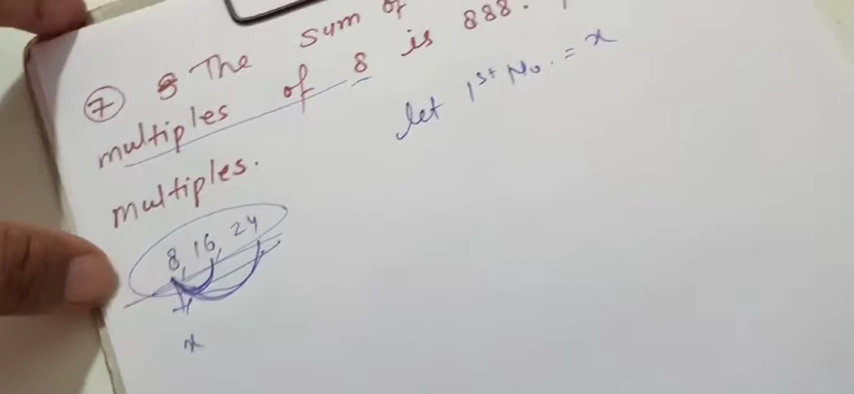 7 The sum of
multiples of 8 is 888.
multiples.
let 1st No. = x
8, 16, 24
x